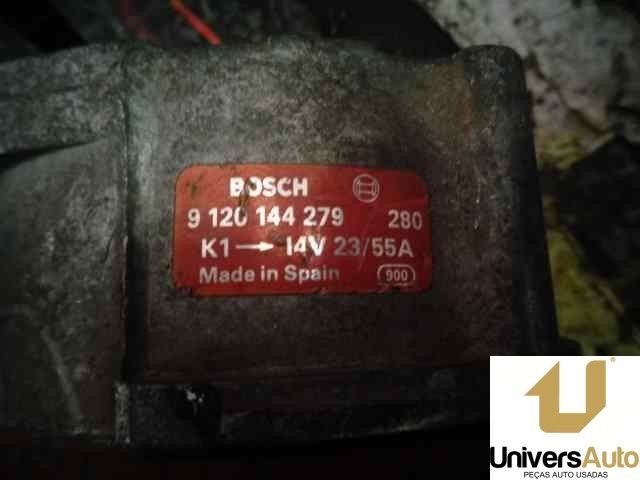 BOSCH
9 120 144 279 280
K1→ 14V 23/55A
Made in Spain 900
UniversAuto
PEÇAS AUTO USADAS